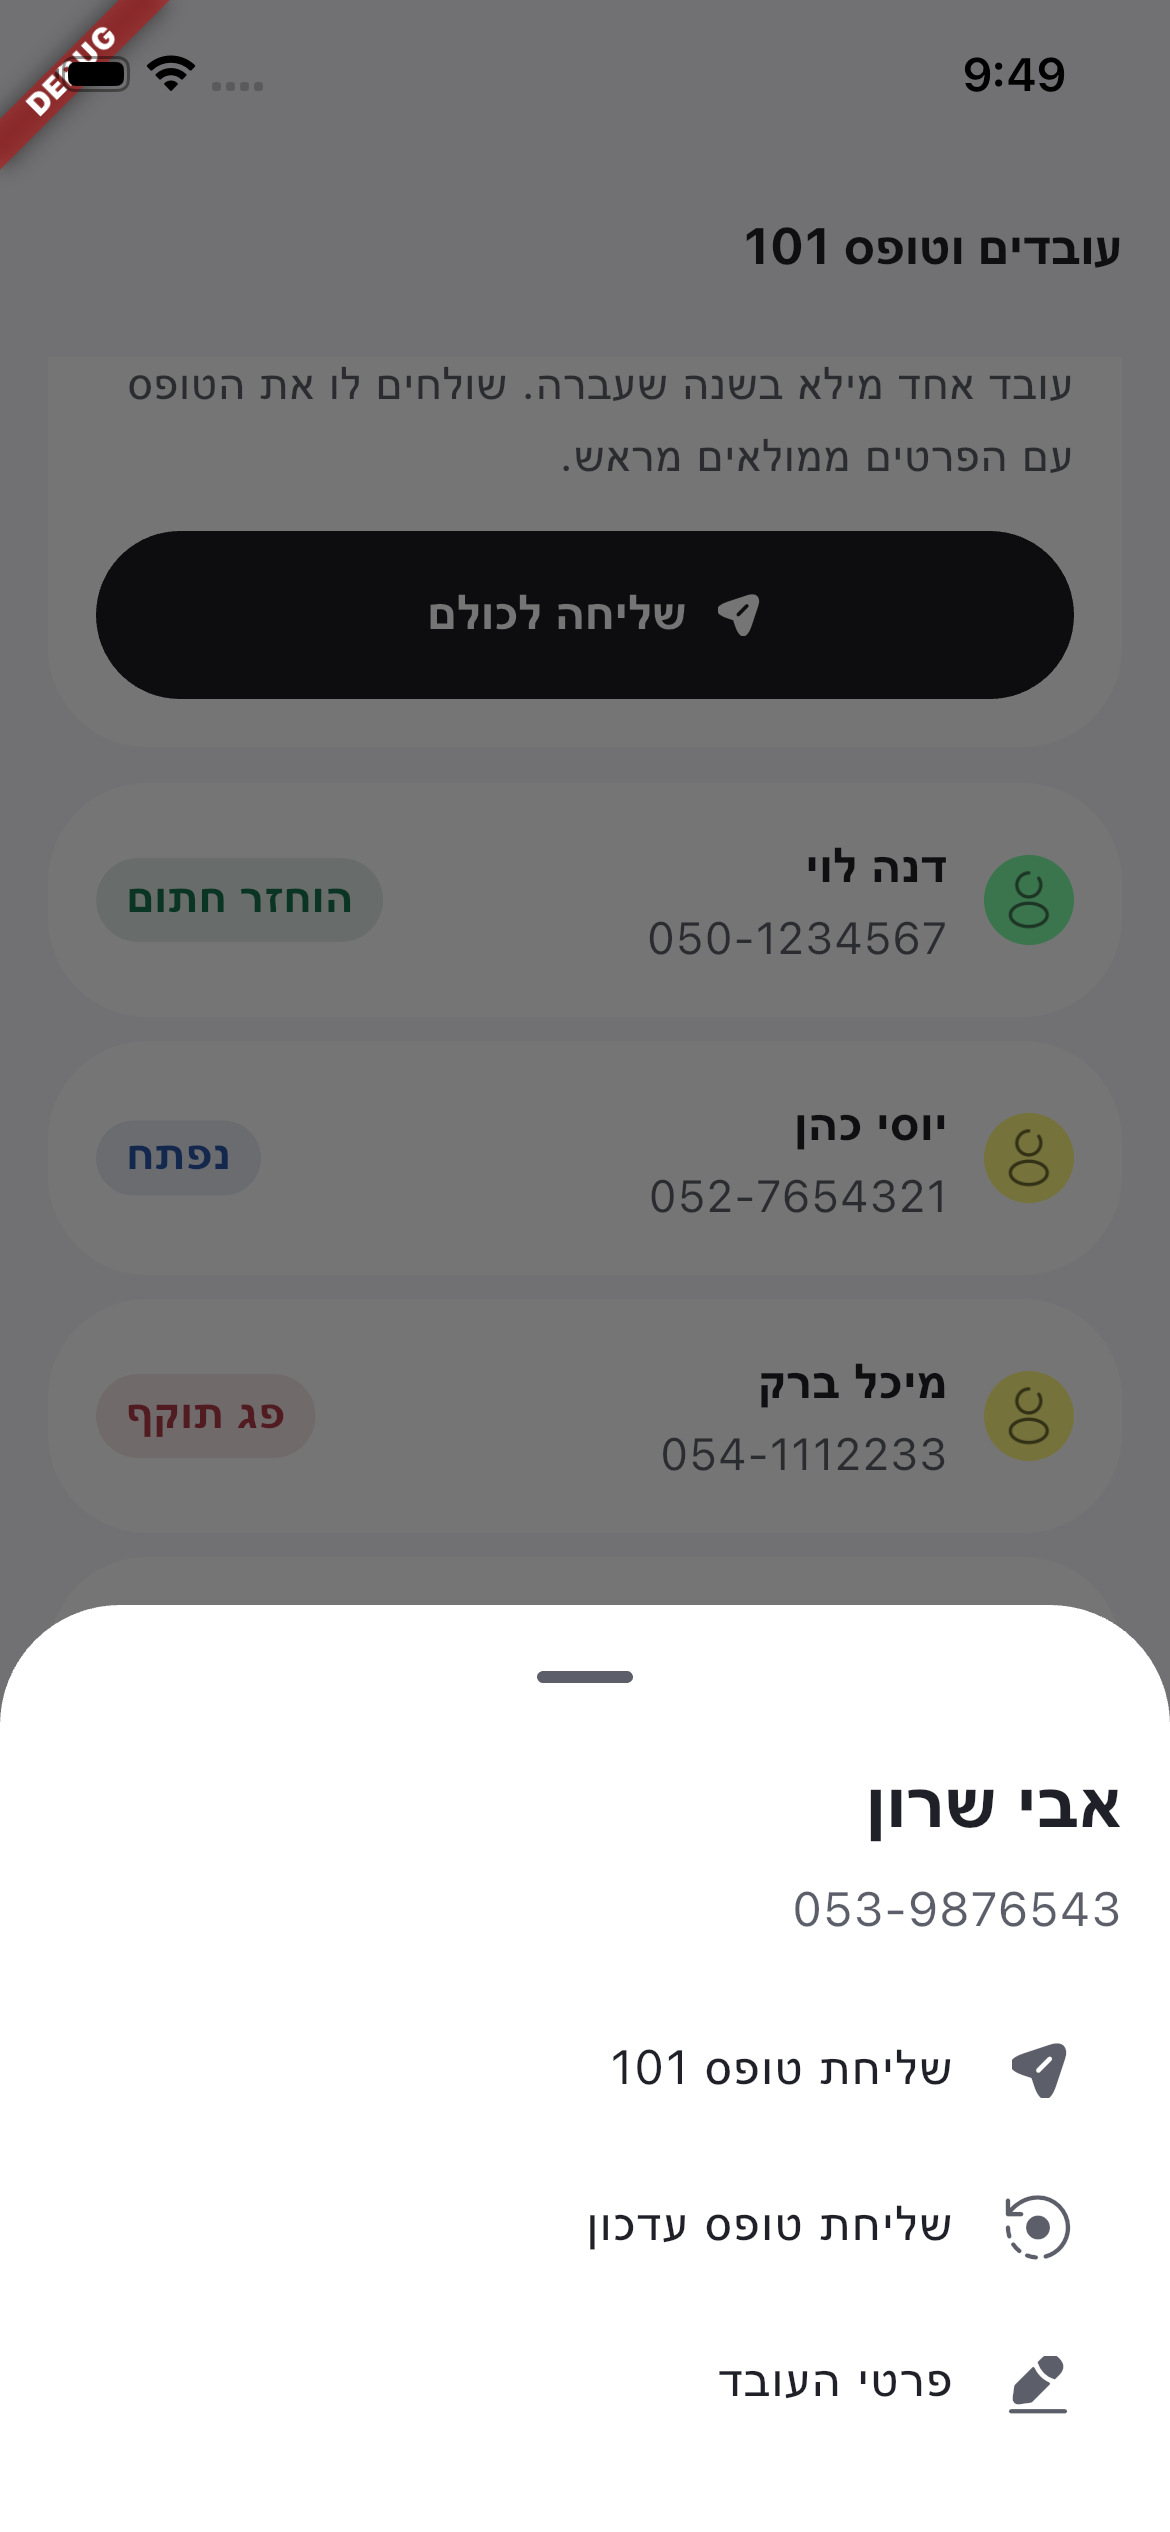 DEBUG
9:49
עובדים וטופס 101
עובד אחד מילא בשנה שעברה. שולחים לו את הטופס
עם הפרטים ממולאים מראש.
שליחה לכולם
דנה לוי
הוחזר חתום
050-1234567
יוסי כהן
נפתח
052-7654321
מיכל ברק
פג תוקף
054-1112233
אבי שרון
053-9876543
שליחת טופס 101
שליחת טופס עדכון
פרטי העובד